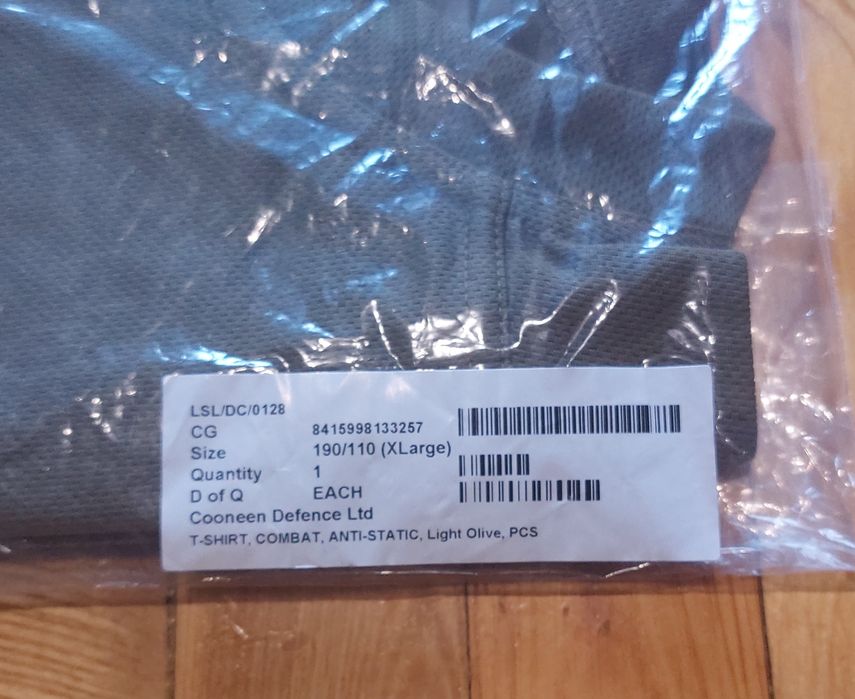 LSL/DC/0128
CG 8415998133257
Size 190/110 (XLarge)
Quantity 1
D of Q EACH
Cooneen Defence Ltd
T-SHIRT, COMBAT, ANTI-STATIC, Light Olive, PCS